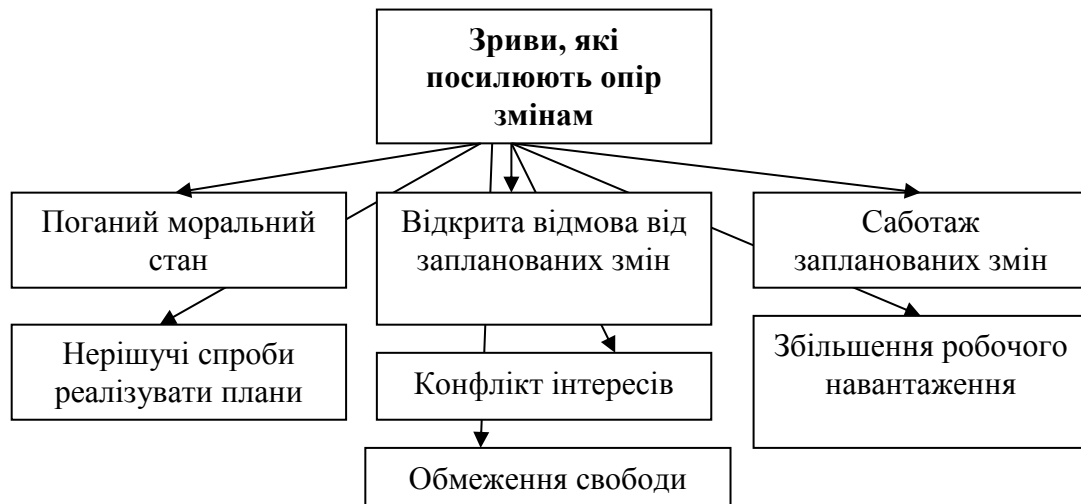 Зриви, які
посилюють опір
змінам
Поганий моральний
стан
Відкрита відмова від
запланованих змін
Саботаж
запланованих змін
Нерішучі спроби
реалізувати плани
Конфлікт інтересів
Збільшення робочого
навантаження
Обмеження свободи